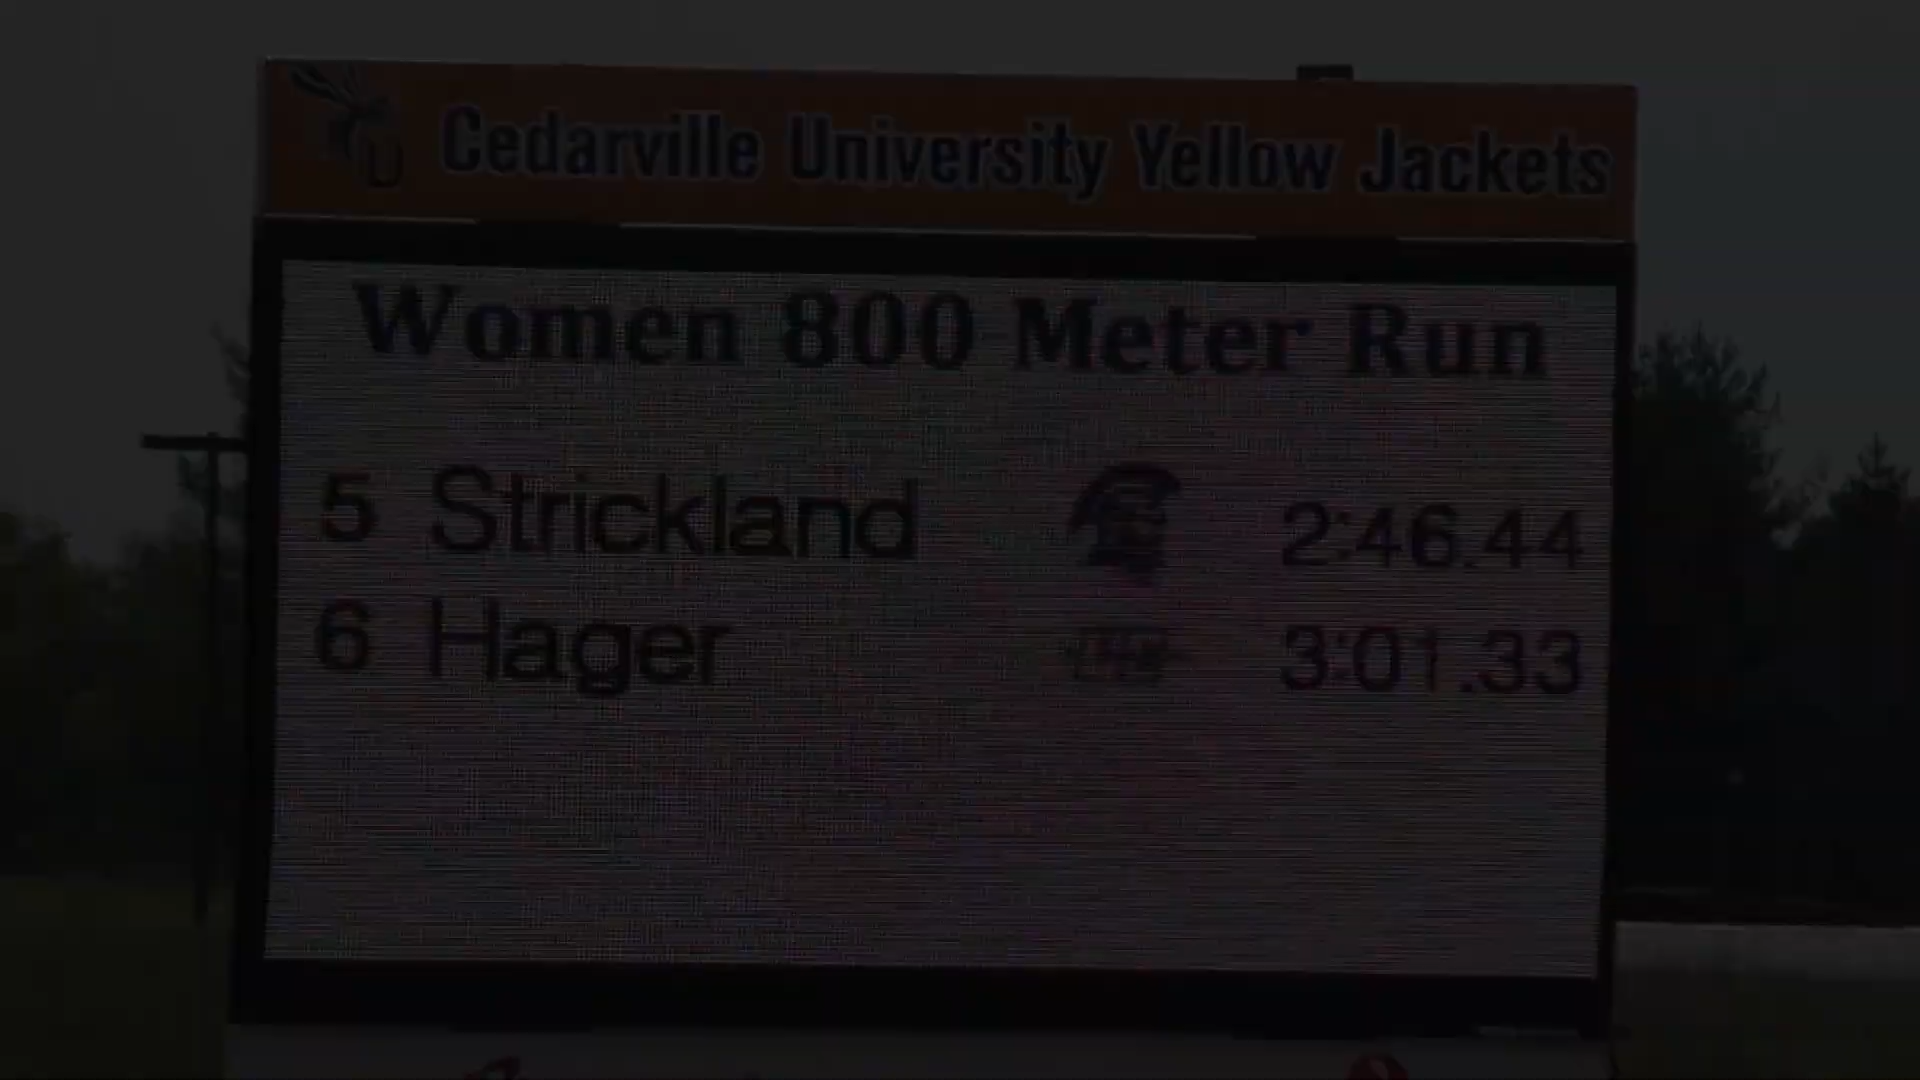 Cedarville University Yellow Jackets
Women 800 Meter Run
5 Strickland 2:46.44
6 Hager 3:01.33